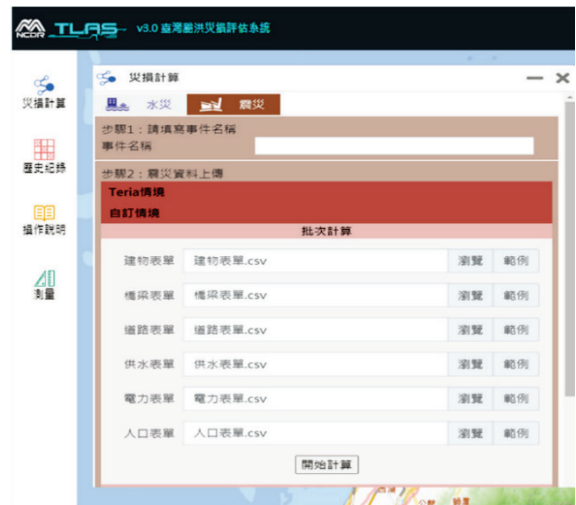 NCDR TLAS v3.0 臺灣震洪災損評估系統
災損計算
水災 震災
步驟1：請填寫事件名稱
事件名稱
步驟2：震災資料上傳
Teria情境
自訂情境
批次計算
建物表單 建物表單.csv 瀏覽 範例
橋梁表單 橋梁表單.csv 瀏覽 範例
道路表單 道路表單.csv 瀏覽 範例
供水表單 供水表單.csv 瀏覽 範例
電力表單 電力表單.csv 瀏覽 範例
人口表單 人口表單.csv 瀏覽 範例
開始計算
災損計算
歷史紀錄
操作說明
測量